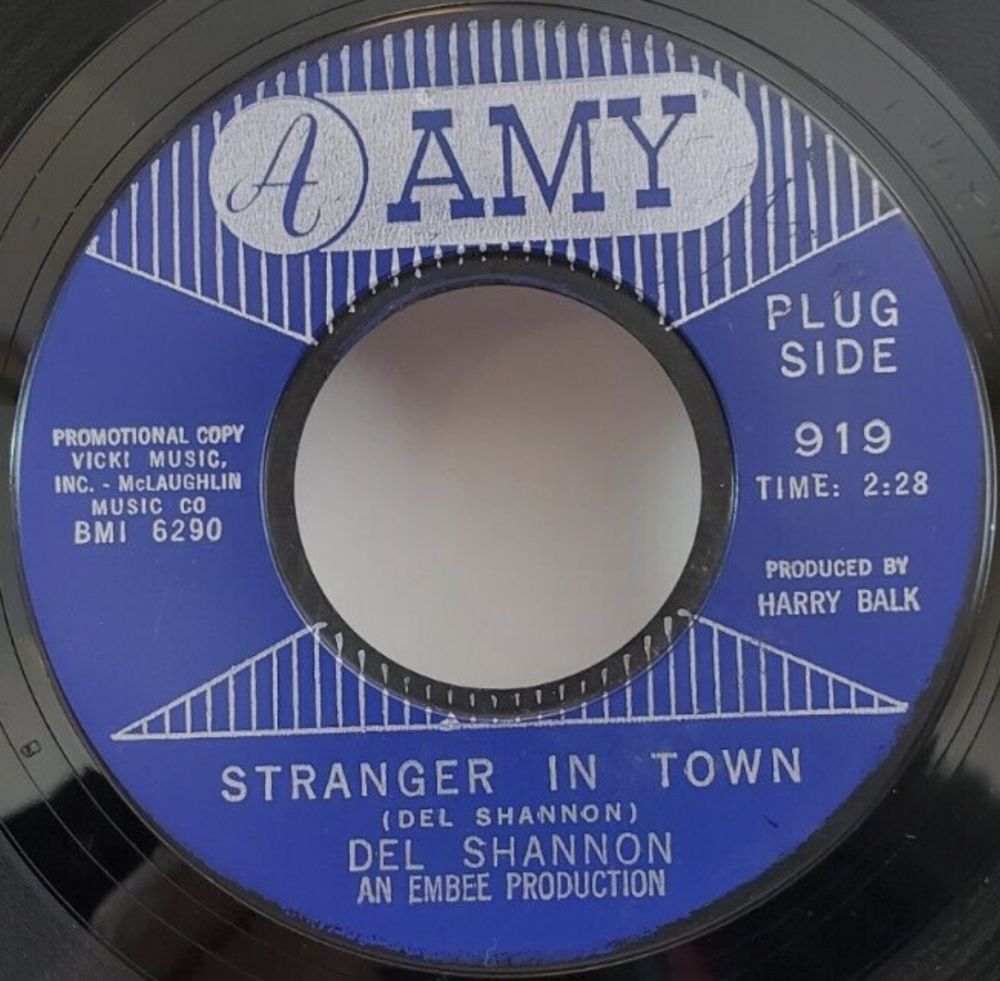 A AMY
PLUG
SIDE
919
TIME: 2:28
PRODUCED BY
HARRY BALK
PROMOTIONAL COPY
VICKI MUSIC,
INC. - McLAUGHLIN
MUSIC CO
BMI 6290
STRANGER IN TOWN
(DEL SHANNON)
DEL SHANNON
AN EMBEE PRODUCTION